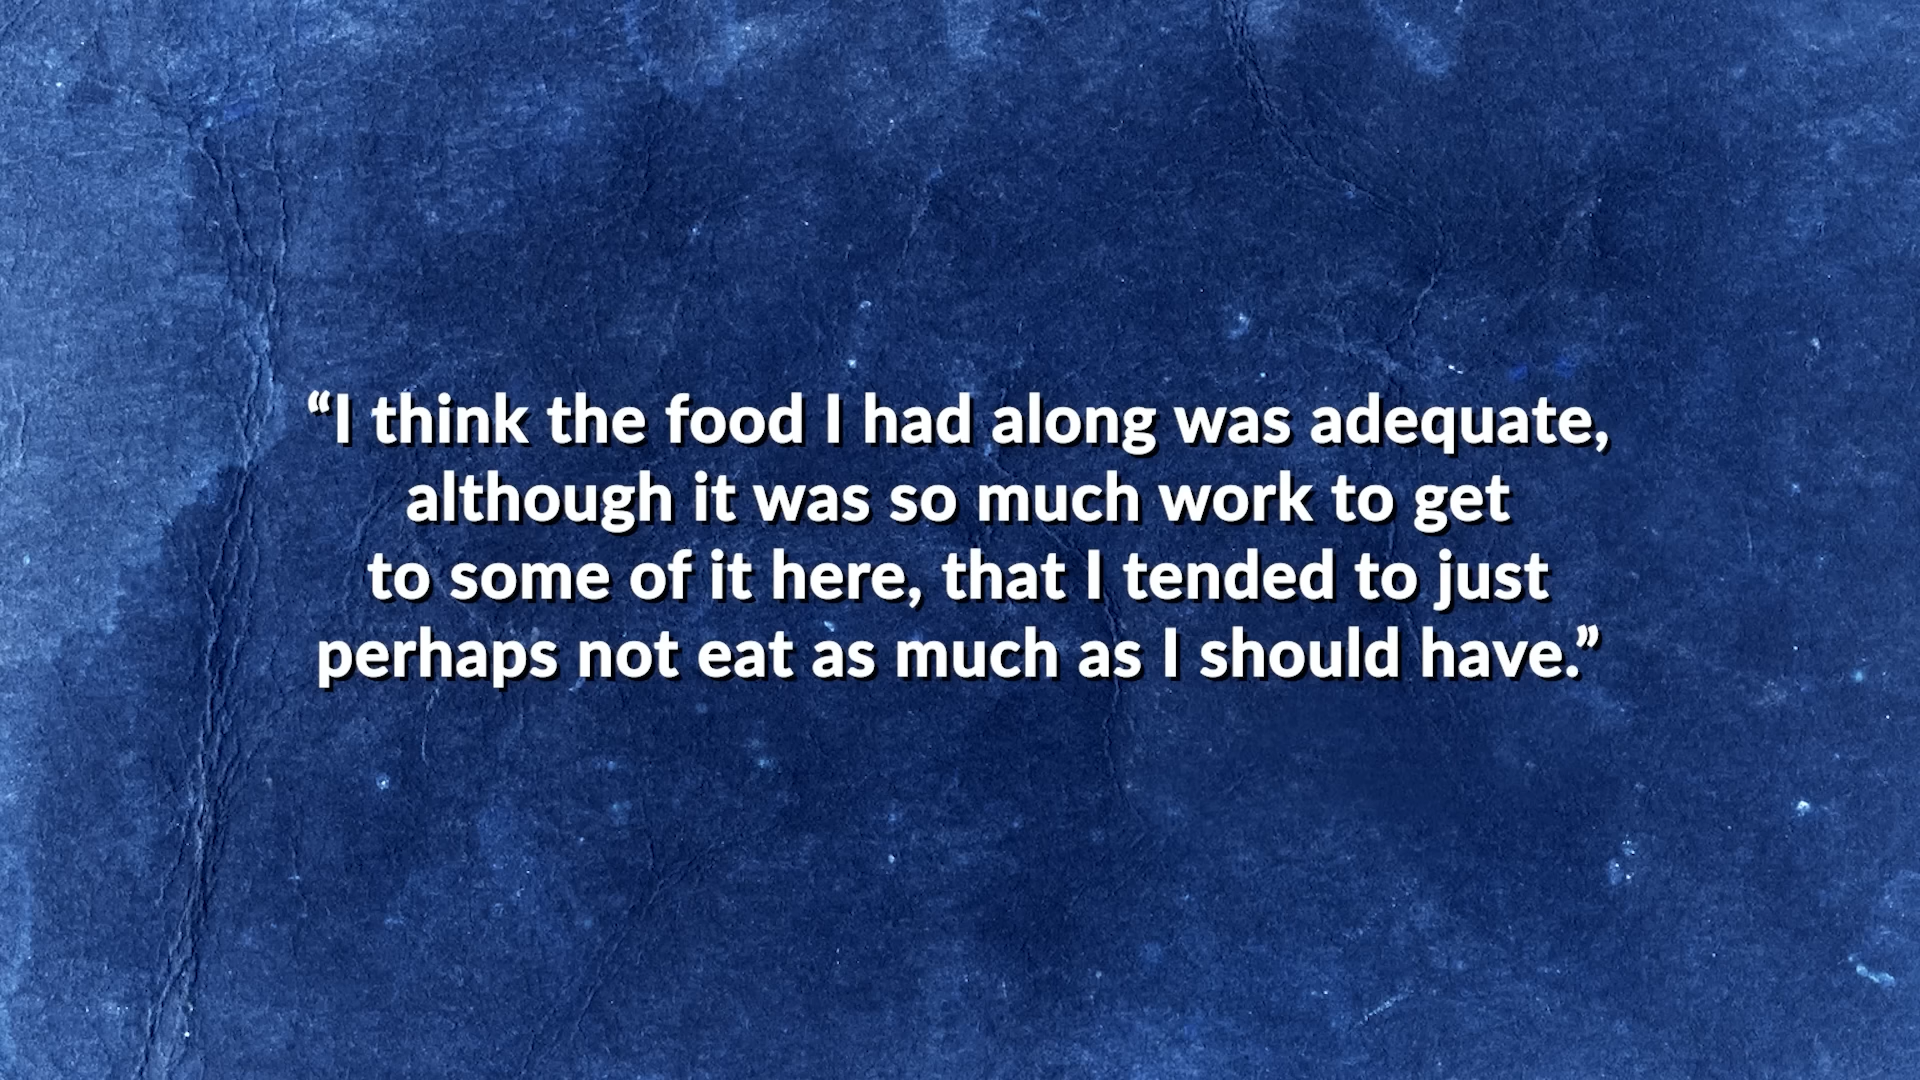 “I think the food I had along was adequate,
although it was so much work to get
to some of it here, that I tended to just
perhaps not eat as much as I should have.”